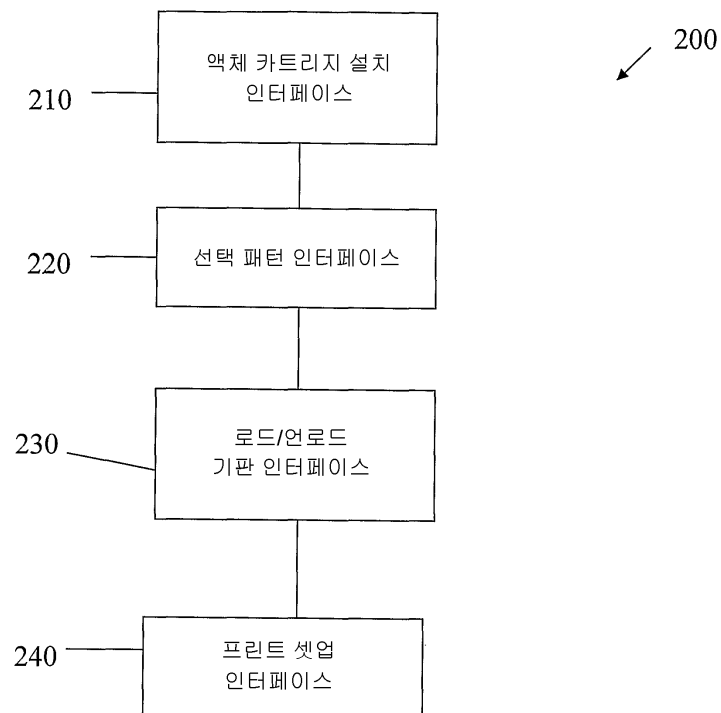 200
210
액체 카트리지 설치
인터페이스
220
선택 패턴 인터페이스
230
로드/언로드
기판 인터페이스
240
프린트 셋업
인터페이스